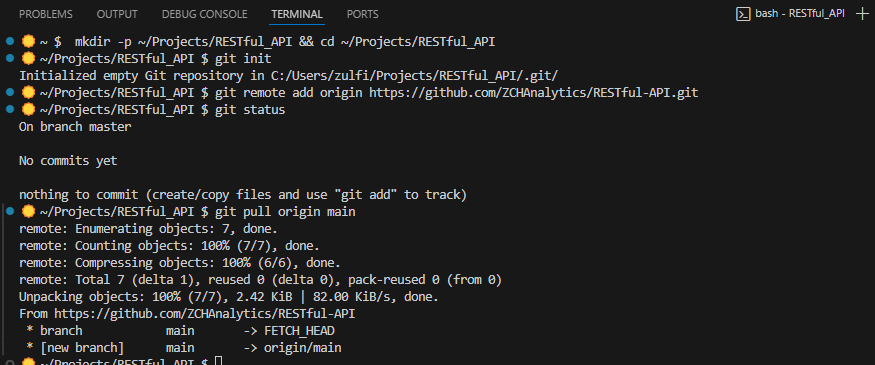 PROBLEMS OUTPUT DEBUG CONSOLE TERMINAL PORTS bash - RESTful_API
~ $  mkdir -p ~/Projects/RESTful_API && cd ~/Projects/RESTful_API
~/Projects/RESTful_API $ git init
Initialized empty Git repository in C:/Users/zulfi/Projects/RESTful_API/.git/
~/Projects/RESTful_API $ git remote add origin https://github.com/ZCHAnalytics/RESTful-API.git
~/Projects/RESTful_API $ git status
On branch master
No commits yet
nothing to commit (create/copy files and use "git add" to track)
~/Projects/RESTful_API $ git pull origin main
remote: Enumerating objects: 7, done.
remote: Counting objects: 100% (7/7), done.
remote: Compressing objects: 100% (6/6), done.
remote: Total 7 (delta 1), reused 0 (delta 0), pack-reused 0 (from 0)
Unpacking objects: 100% (7/7), 2.42 KiB | 82.00 KiB/s, done.
From https://github.com/ZCHAnalytics/RESTful-API
 * branch            main       -> FETCH_HEAD
 * [new branch]      main       -> origin/main
~/Projects/RESTful_API $